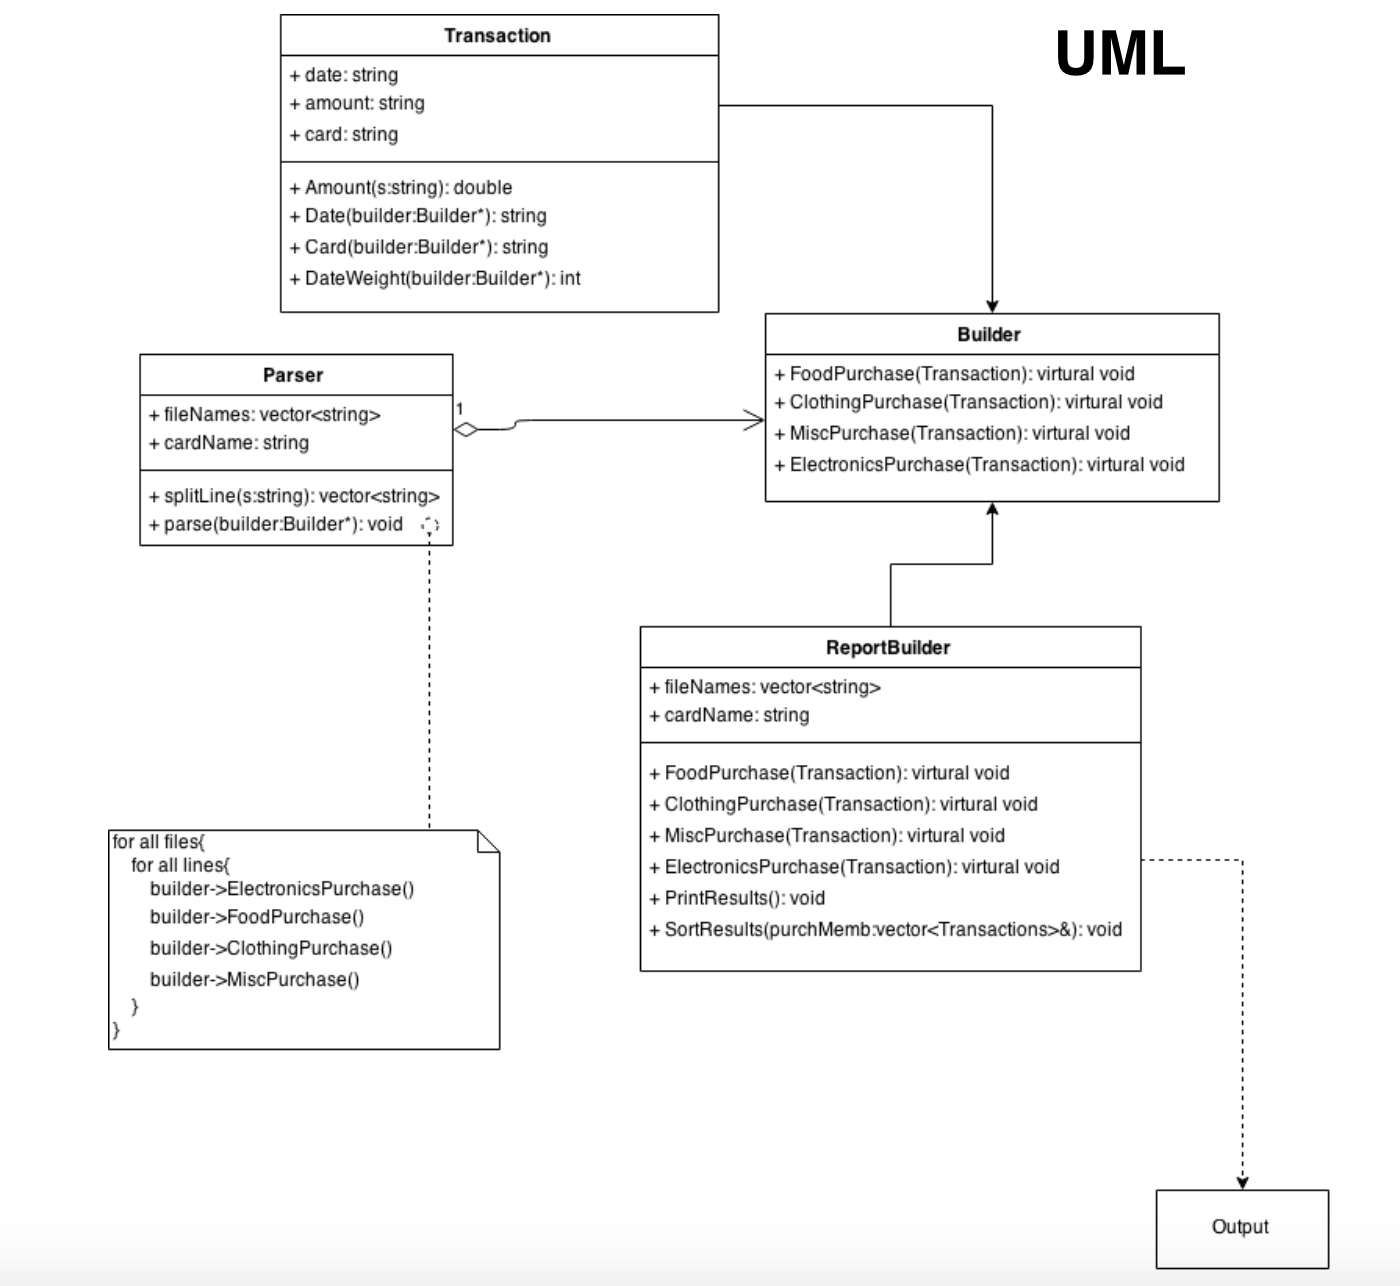 UML
Transaction
+ date: string
+ amount: string
+ card: string
+ Amount(s:string): double
+ Date(builder:Builder*): string
+ Card(builder:Builder*): string
+ DateWeight(builder:Builder*): int
Builder
+ FoodPurchase(Transaction): virtural void
+ ClothingPurchase(Transaction): virtural void
+ MiscPurchase(Transaction): virtural void
+ ElectronicsPurchase(Transaction): virtural void
Parser
+ fileNames: vector<string>
+ cardName: string
+ splitLine(s:string): vector<string>
+ parse(builder:Builder*): void
1
ReportBuilder
+ fileNames: vector<string>
+ cardName: string
+ FoodPurchase(Transaction): virtural void
+ ClothingPurchase(Transaction): virtural void
+ MiscPurchase(Transaction): virtural void
+ ElectronicsPurchase(Transaction): virtural void
+ PrintResults(): void
+ SortResults(purchMemb:vector<Transactions>&): void
for all files{
for all lines{
builder->ElectronicsPurchase()
builder->FoodPurchase()
builder->ClothingPurchase()
builder->MiscPurchase()
}
}
Output